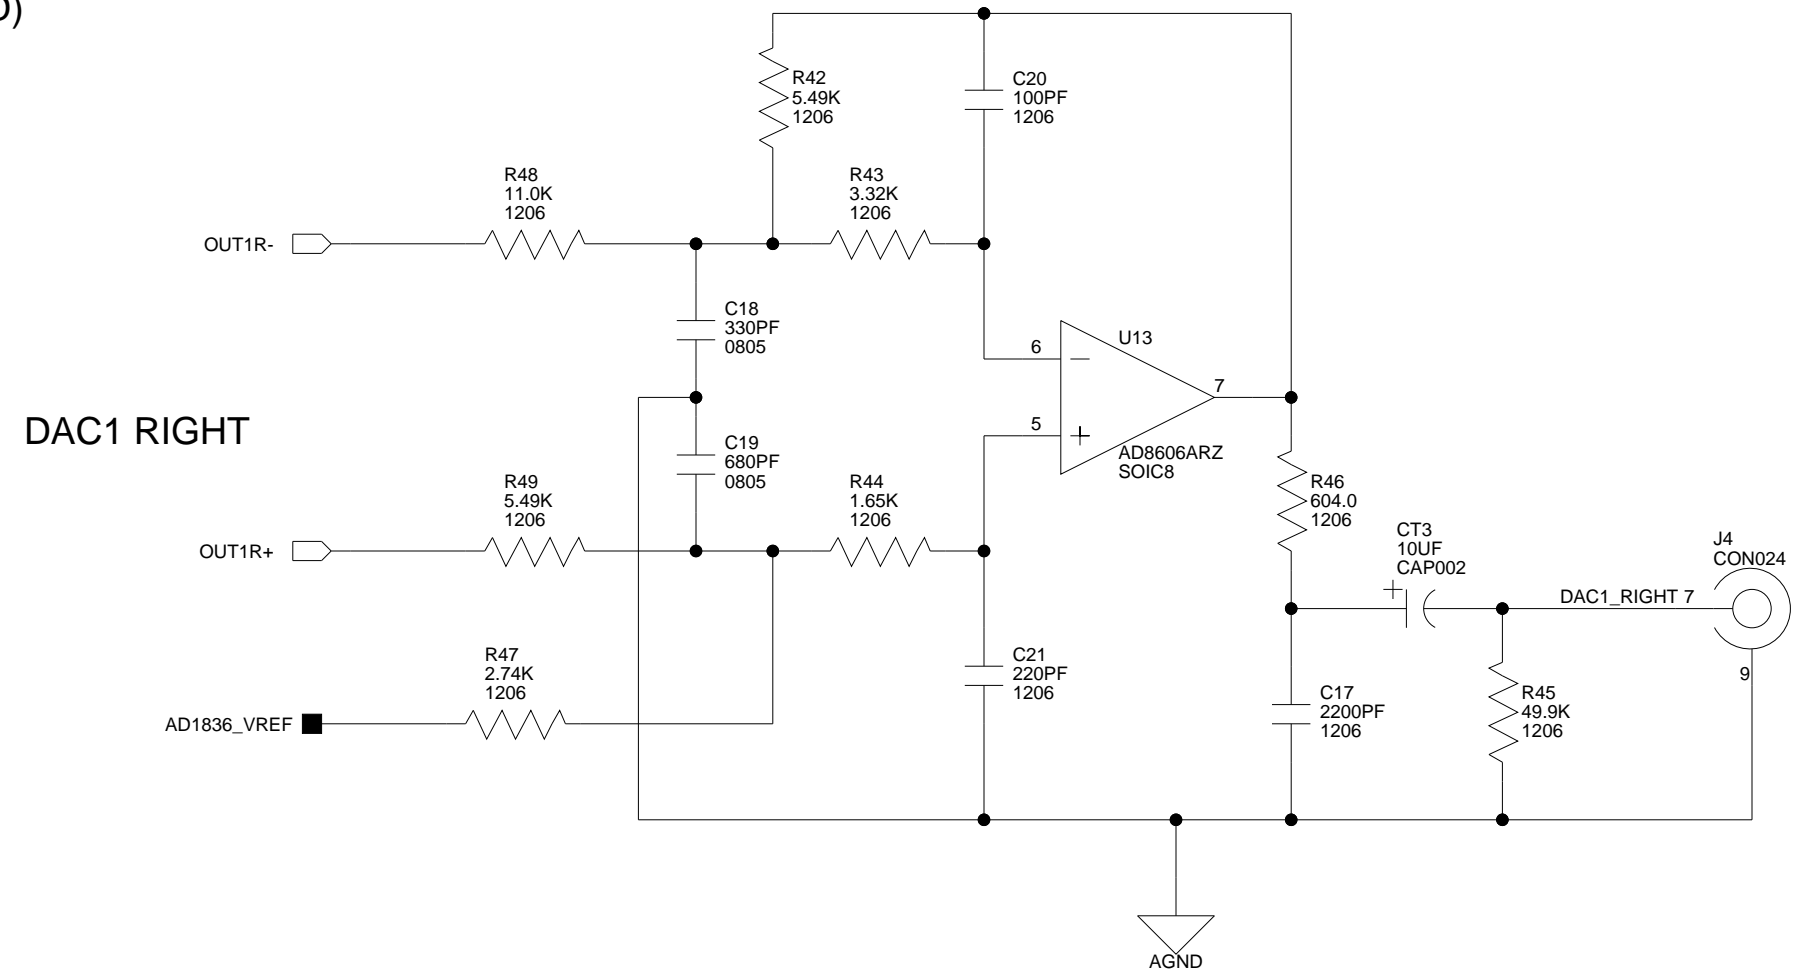 )
R42
5.49K
1206
C20
100PF
1206
R48
11.0K
1206
R43
3.32K
1206
OUT1R-
C18
330PF
0805
6
U13
7
DAC1 RIGHT
5
AD8606ARZ
SOIC8
C19
680PF
0805
R49
5.49K
1206
R44
1.65K
1206
R46
604.0
1206
OUT1R+
CT3
10UF
CAP002
J4
CON024
DAC1_RIGHT 7
R47
2.74K
1206
C21
220PF
1206
9
AD1836_VREF
C17
2200PF
1206
R45
49.9K
1206
AGND